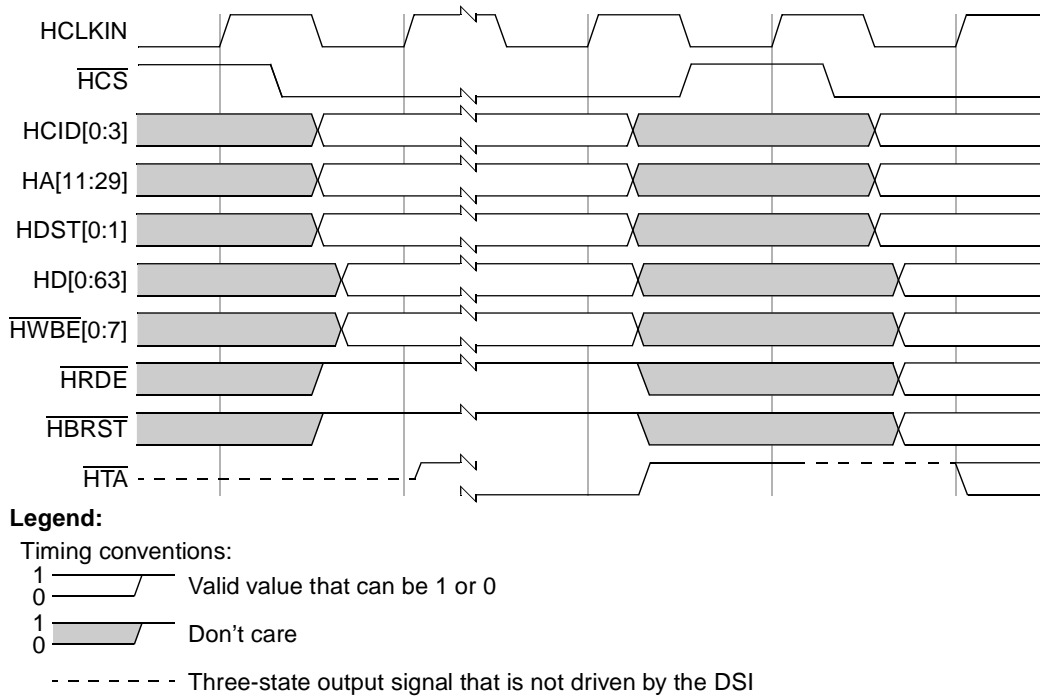 HCLKIN
HCS
HCID[0:3]
HA[11:29]
HDST[0:1]
HD[0:63]
HWBE[0:7]
HRDE
HBRST
HTA
Legend:
Timing conventions:
1
0
Valid value that can be 1 or 0
1
0
Don't care
Three-state output signal that is not driven by the DSI